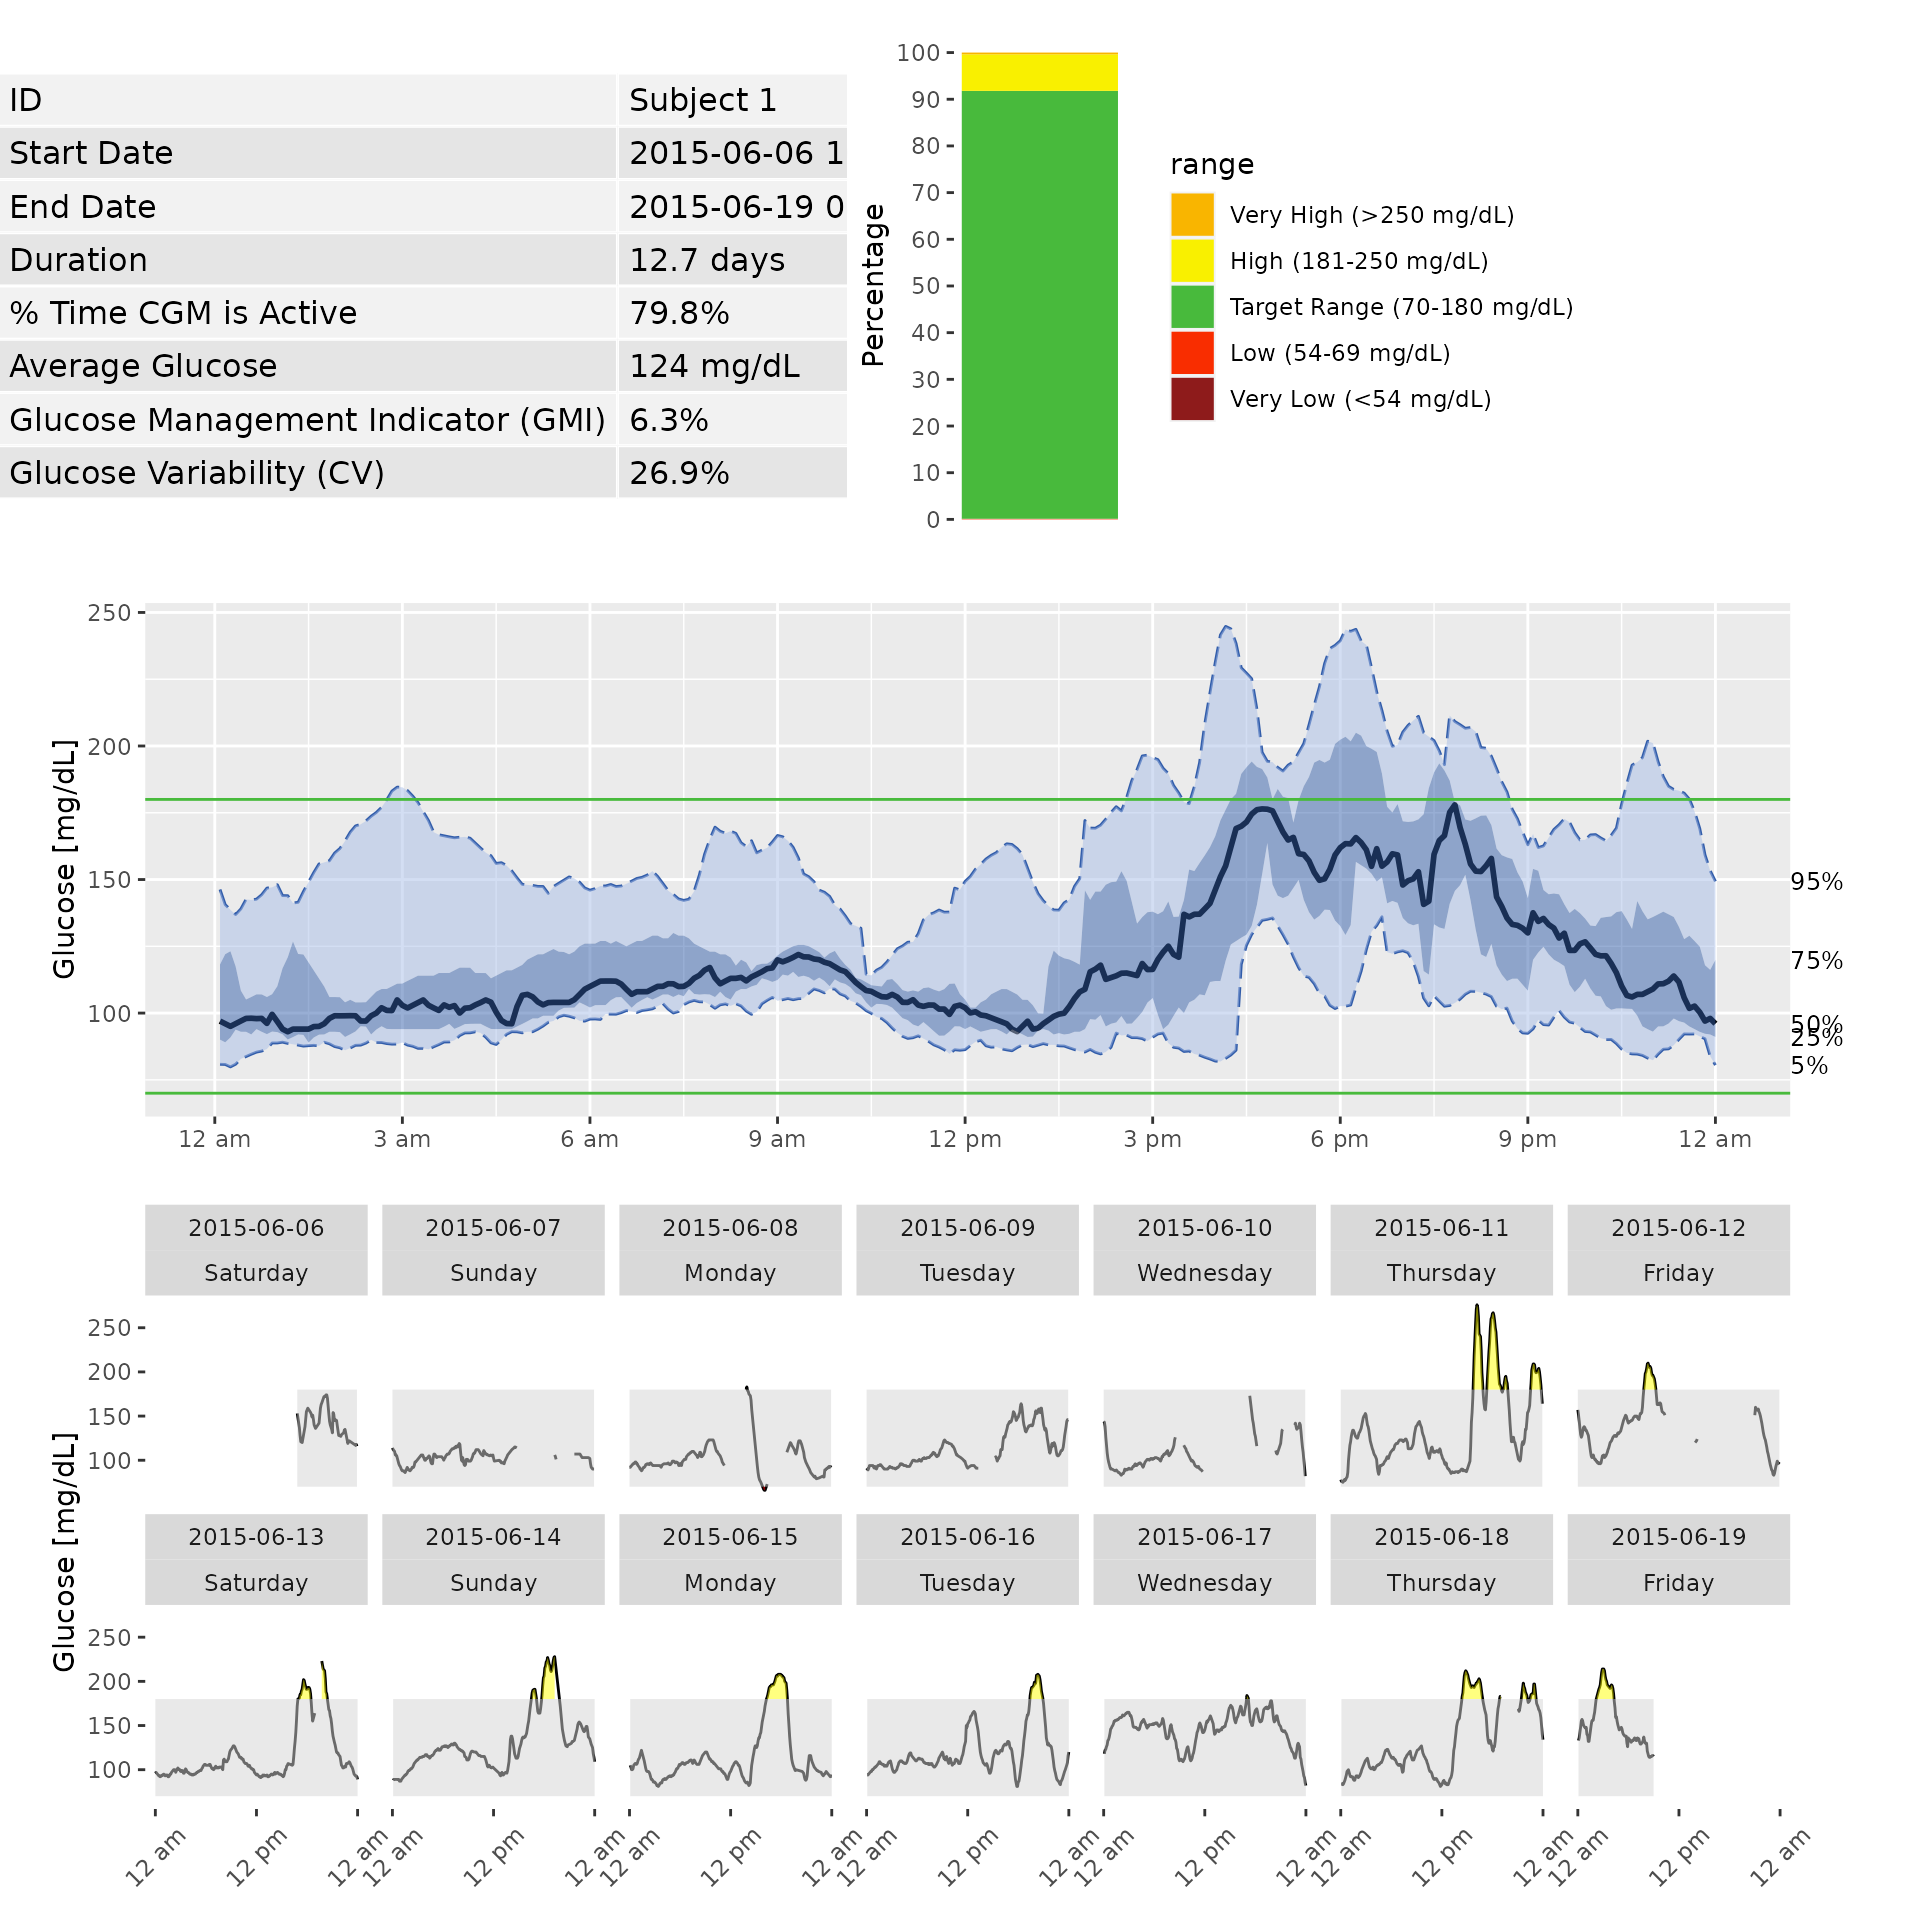 ID Subject 1
Start Date 2015-06-06 1
End Date 2015-06-19 0
Duration 12.7 days
% Time CGM is Active 79.8%
Average Glucose 124 mg/dL
Glucose Management Indicator (GMI) 6.3%
Glucose Variability (CV) 26.9%
Percentage
100
90
80
70
60
50
40
30
20
10
0
range
Very High (>250 mg/dL)
High (181-250 mg/dL)
Target Range (70-180 mg/dL)
Low (54-69 mg/dL)
Very Low (<54 mg/dL)
Glucose [mg/dL]
250
200
150
100
95%
75%
50%
25%
5%
12 am 3 am 6 am 9 am 12 pm 3 pm 6 pm 9 pm 12 am
2015-06-06 2015-06-07 2015-06-08 2015-06-09 2015-06-10 2015-06-11 2015-06-12
Saturday Sunday Monday Tuesday Wednesday Thursday Friday
Glucose [mg/dL]
250
200
150
100
2015-06-13 2015-06-14 2015-06-15 2015-06-16 2015-06-17 2015-06-18 2015-06-19
Saturday Sunday Monday Tuesday Wednesday Thursday Friday
250
200
150
100
12 am 12 pm 12 am 12 am 12 pm 12 am 12 am 12 pm 12 am 12 am 12 pm 12 am 12 am 12 pm 12 am 12 am 12 pm 12 am 12 am 12 pm 12 am